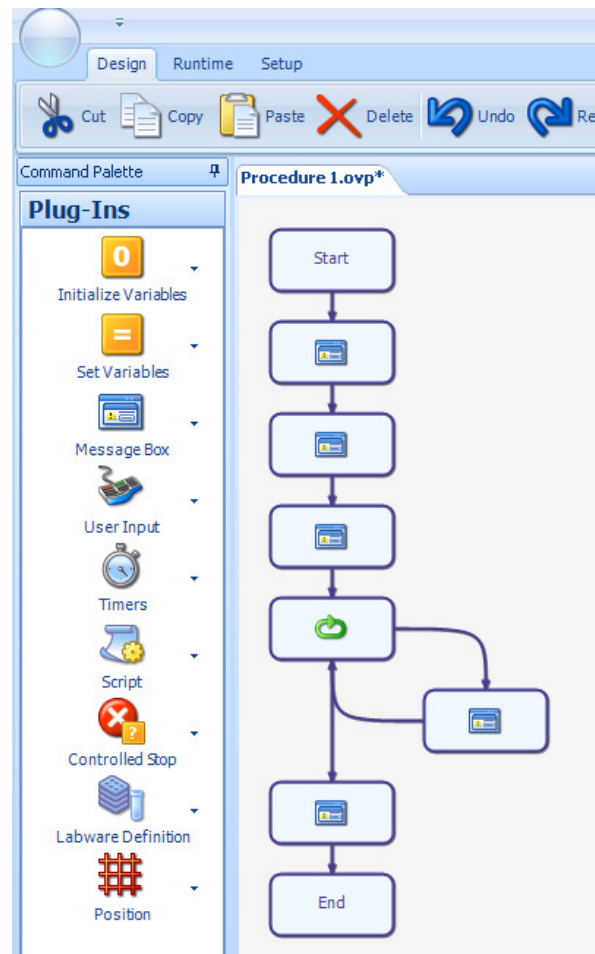 Design Runtime Setup
Cut Copy Paste Delete Undo Re
Command Palette
Procedure 1.ovp*
Plug-Ins
Initialize Variables
Set Variables
Message Box
User Input
Timers
Script
Controlled Stop
Labware Definition
Position
Start
End